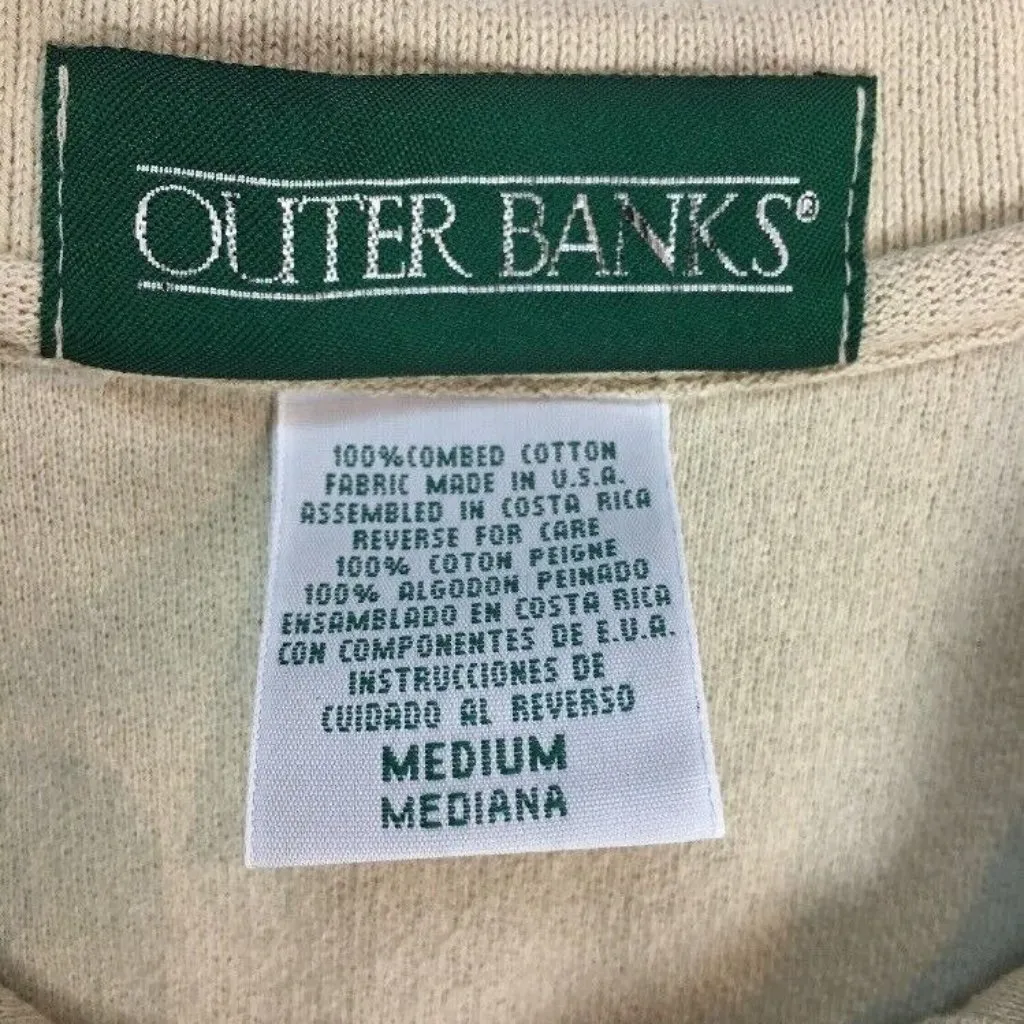 OUTER BANKS®
100% COMBED COTTON
FABRIC MADE IN U.S.A.
ASSEMBLED IN COSTA RICA
REVERSE FOR CARE
100% COTON PEIGNE
100% ALGODON PEINADO
ENSAMBLADO EN COSTA RICA
CON COMPONENTES DE E.U.A.
INSTRUCCIONES DE
CUIDADO AL REVERSO
MEDIUM
MEDIANA